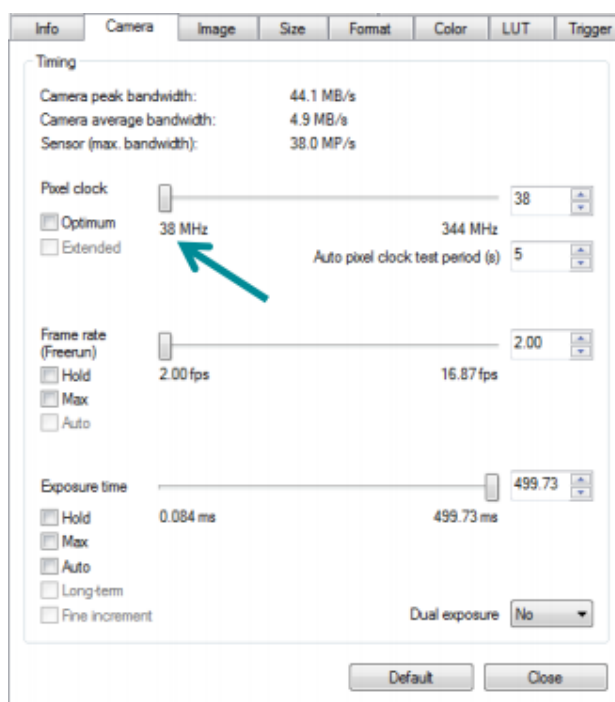 Info Camera Image Size Format Color LUT Trigger
Timing
Camera peak bandwidth: 44.1 MB/s
Camera average bandwidth: 4.9 MB/s
Sensor (max. bandwidth): 38.0 MP/s
Pixel clock 38
Optimum 38 MHz 344 MHz
Extended Auto pixel clock test period (s) 5
Frame rate 2.00
(Freerun)
Hold 2.00 fps 16.87 fps
Max
Auto
Exposure time 499.73
Hold 0.084 ms 499.73 ms
Max
Auto
Long-term
Fine increment Dual exposure No
Default Close